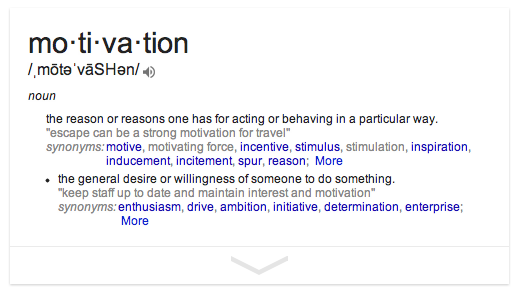 mo·ti·va·tion
/ˌmōtəˈvāSHən/
noun
the reason or reasons one has for acting or behaving in a particular way.
"escape can be a strong motivation for travel"
synonyms: motive, motivating force, incentive, stimulus, stimulation, inspiration,
inducement, incitement, spur, reason; More
• the general desire or willingness of someone to do something.
"keep staff up to date and maintain interest and motivation"
synonyms: enthusiasm, drive, ambition, initiative, determination, enterprise;
More